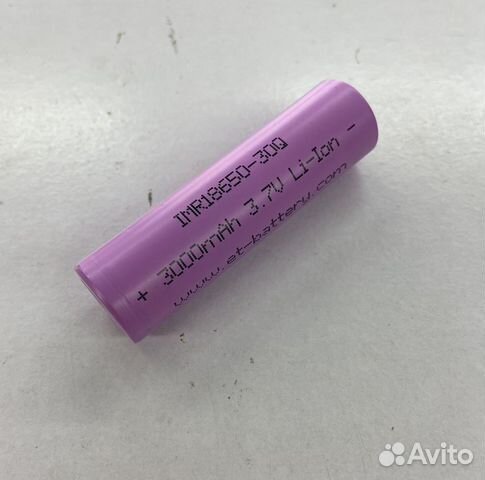 IMR18650-30Q
+ 3000mAh 3.7V Li-Ion -
www.et-battery.com
Avito